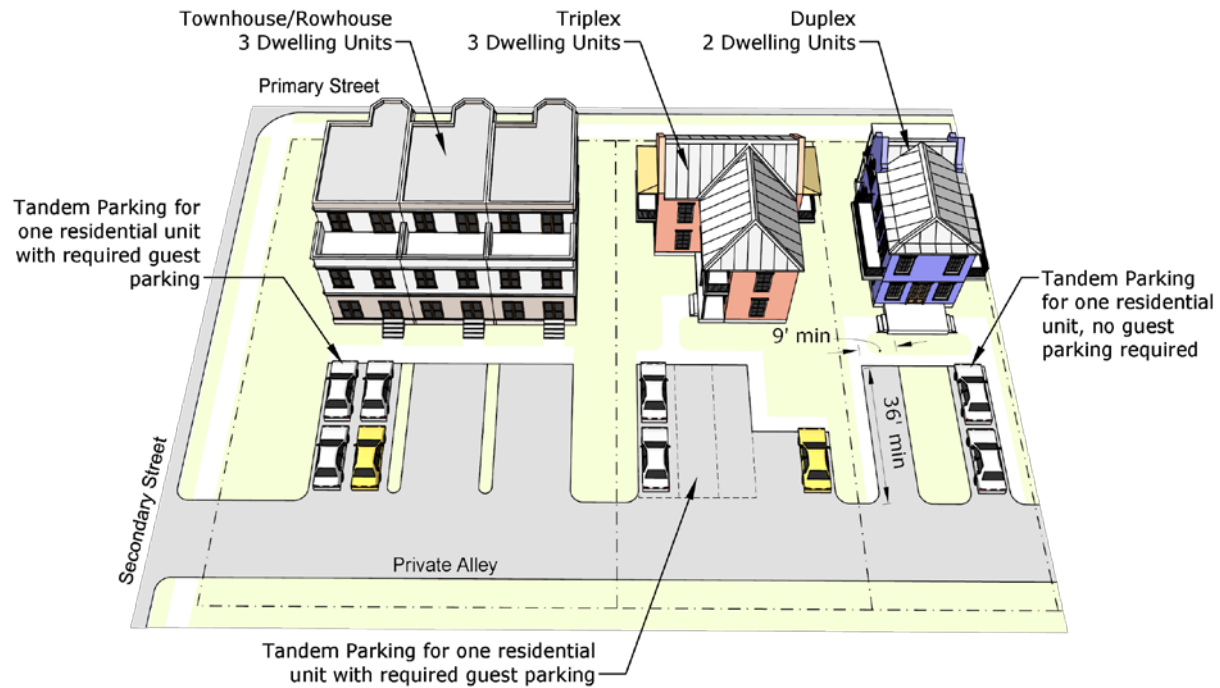 Townhouse/Rowhouse
3 Dwelling Units
Triplex
3 Dwelling Units
Duplex
2 Dwelling Units
Primary Street
Tandem Parking for
one residential unit
with required guest
parking
Tandem Parking
for one residential
unit, no guest
parking required
9' min
36' min
Secondary Street
Private Alley
Tandem Parking for one residential
unit with required guest parking